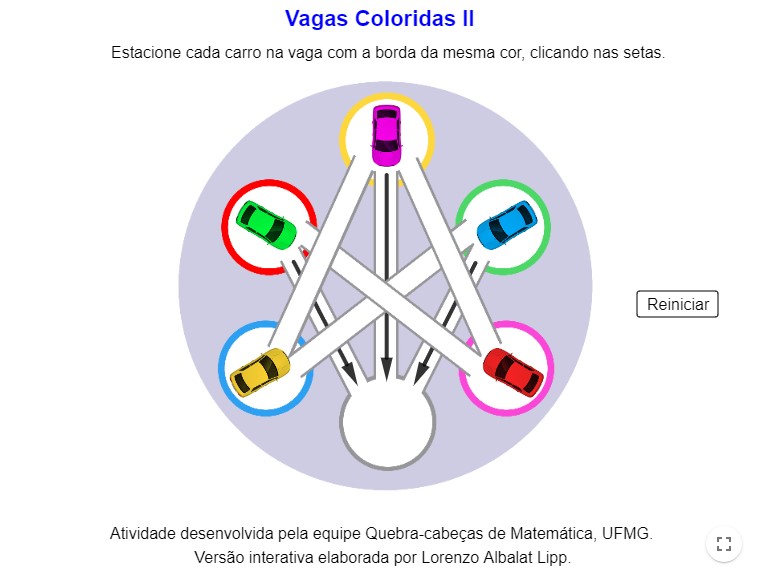 Vagas Coloridas II
Estacione cada carro na vaga com a borda da mesma cor, clicando nas setas.
Reiniciar
Atividade desenvolvida pela equipe Quebra-cabeças de Matemática, UFMG.
Versão interativa elaborada por Lorenzo Albalat Lipp.